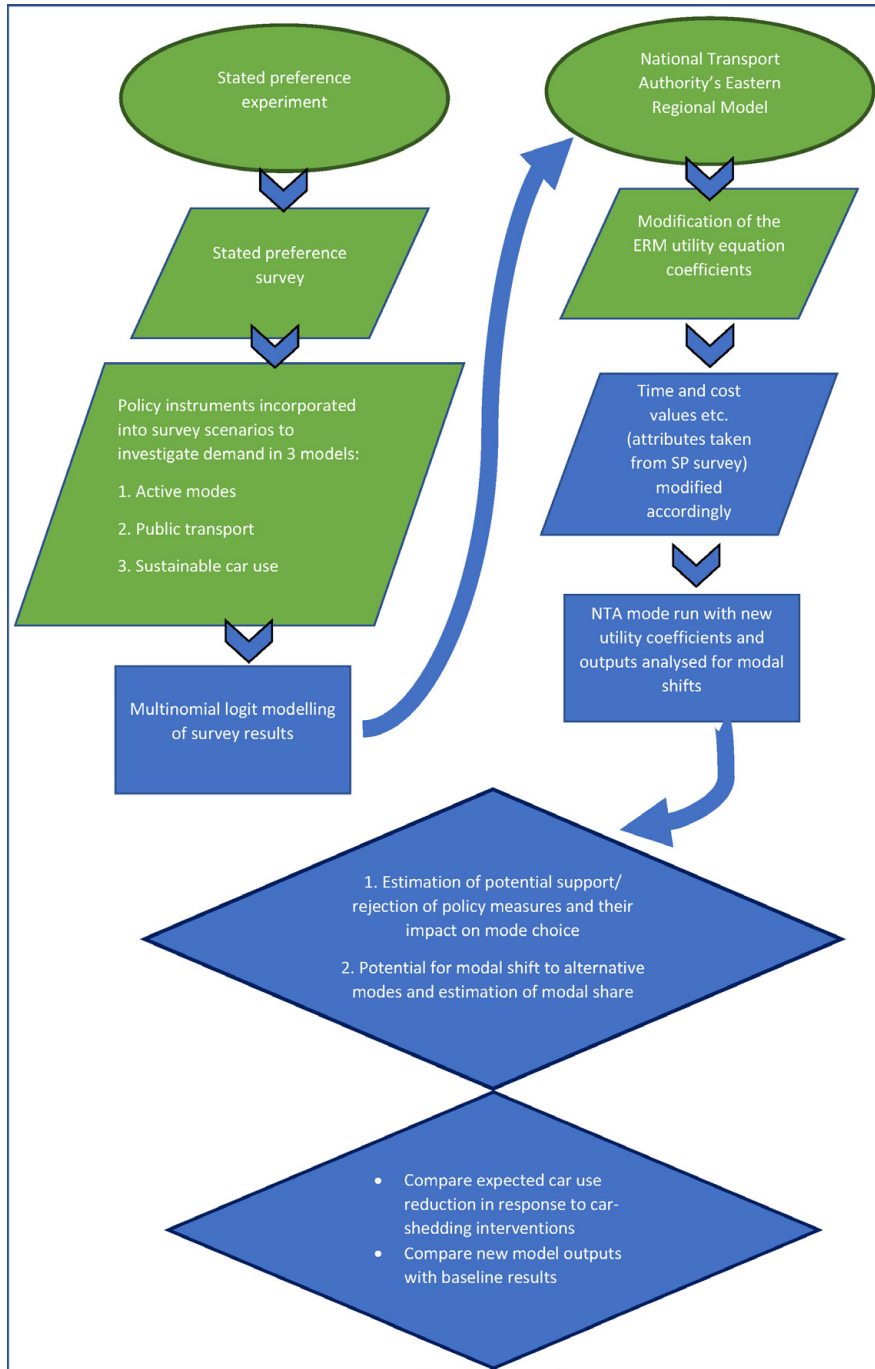 Stated preference
experiment
Stated preference
survey
Policy instruments incorporated
into survey scenarios to
investigate demand in 3 models:
1. Active modes
2. Public transport
3. Sustainable car use
Multinomial logit modelling
of survey results
National Transport
Authority's Eastern
Regional Model
Modification of the
ERM utility equation
coefficients
Time and cost
values etc.
(attributes taken
from SP survey)
modified
accordingly
NTA mode run with new
utility coefficients and
outputs analysed for modal
shifts
1. Estimation of potential support/
rejection of policy measures and their
impact on mode choice
2. Potential for modal shift to alternative
modes and estimation of modal share
• Compare expected car use
reduction in response to car-
shedding interventions
• Compare new model outputs
with baseline results